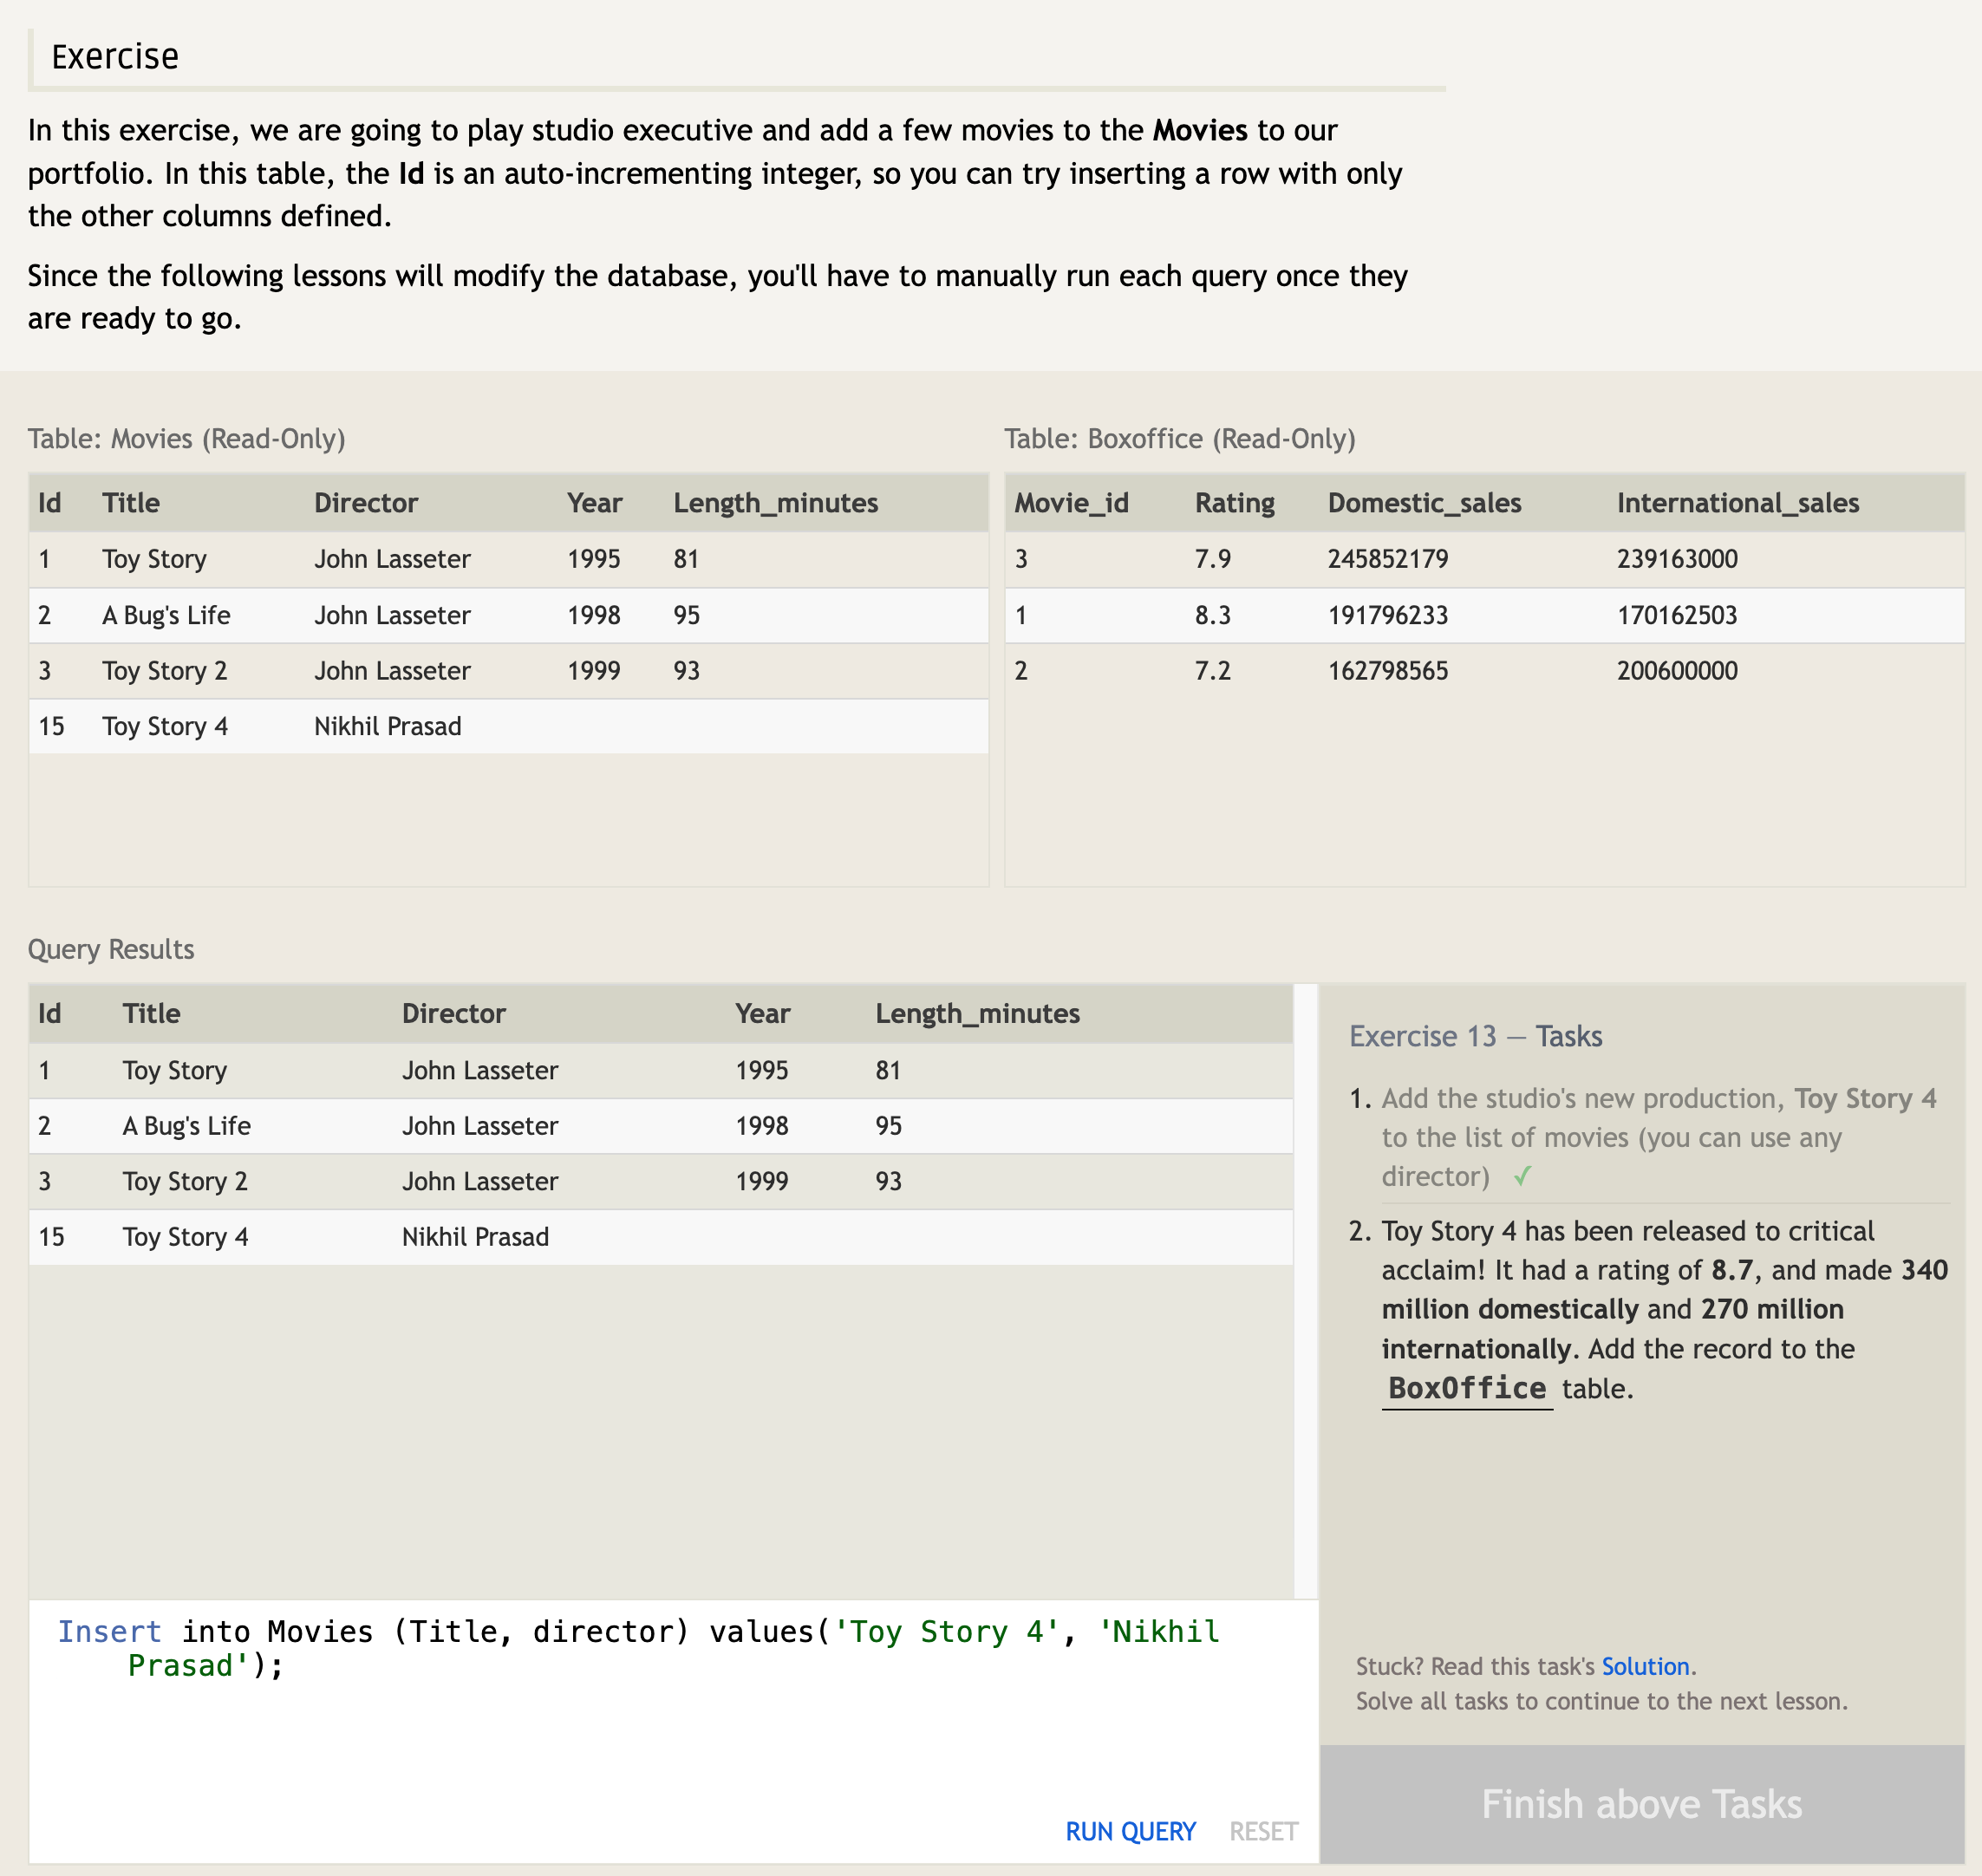 Exercise
In this exercise, we are going to play studio executive and add a few movies to the Movies to our
portfolio. In this table, the Id is an auto-incrementing integer, so you can try inserting a row with only
the other columns defined.
Since the following lessons will modify the database, you'll have to manually run each query once they
are ready to go.
Table: Movies (Read-Only)
Id Title Director Year Length_minutes
1 Toy Story John Lasseter 1995 81
2 A Bug's Life John Lasseter 1998 95
3 Toy Story 2 John Lasseter 1999 93
15 Toy Story 4 Nikhil Prasad
Table: Boxoffice (Read-Only)
Movie_id Rating Domestic_sales International_sales
3 7.9 245852179 239163000
1 8.3 191796233 170162503
2 7.2 162798565 200600000
Query Results
Id Title Director Year Length_minutes
1 Toy Story John Lasseter 1995 81
2 A Bug's Life John Lasseter 1998 95
3 Toy Story 2 John Lasseter 1999 93
15 Toy Story 4 Nikhil Prasad
Insert into Movies (Title, director) values('Toy Story 4', 'Nikhil
Prasad');
RUN QUERY RESET
Exercise 13 — Tasks
1. Add the studio's new production, Toy Story 4
to the list of movies (you can use any
director) ✓
2. Toy Story 4 has been released to critical
acclaim! It had a rating of 8.7, and made 340
million domestically and 270 million
internationally. Add the record to the
BoxOffice table.
Stuck? Read this task's Solution.
Solve all tasks to continue to the next lesson.
Finish above Tasks